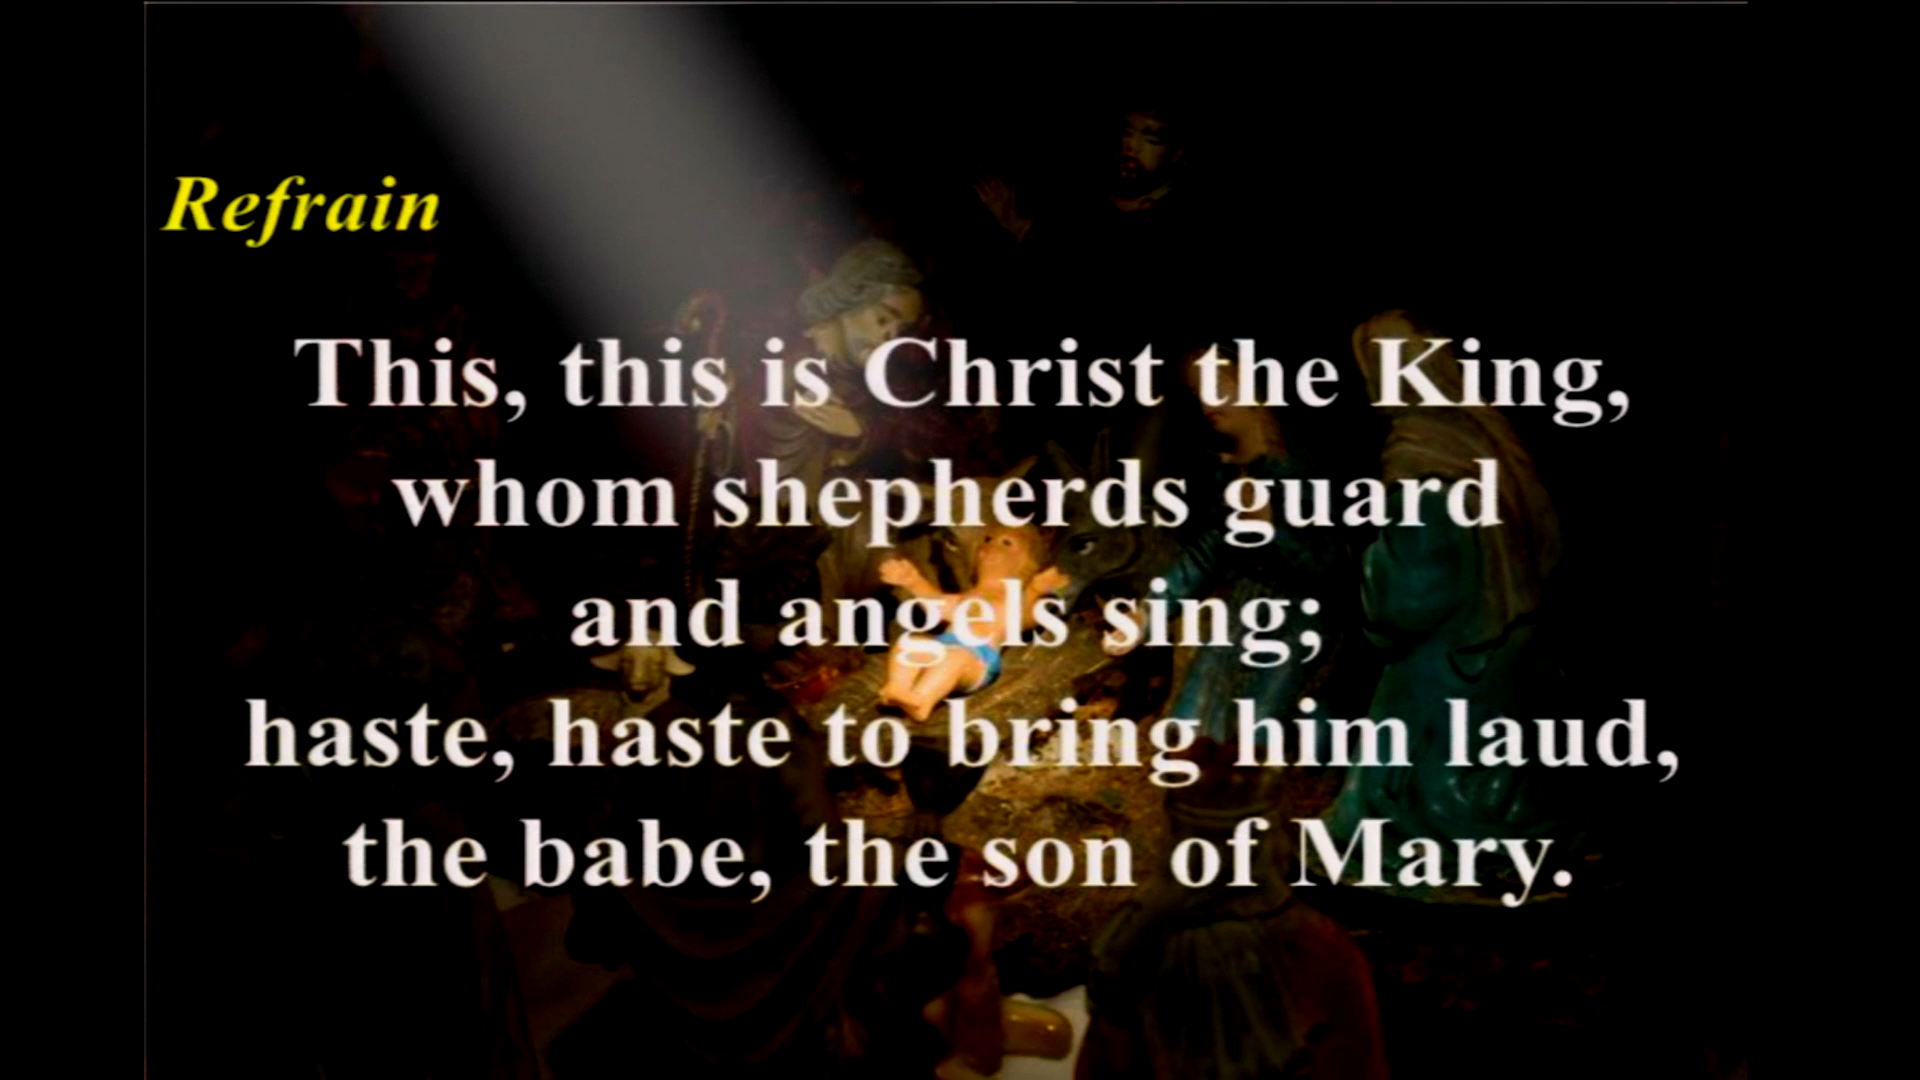 Refrain
This, this is Christ the King,
whom shepherds guard
and angels sing;
haste, haste to bring him laud,
the babe, the son of Mary.